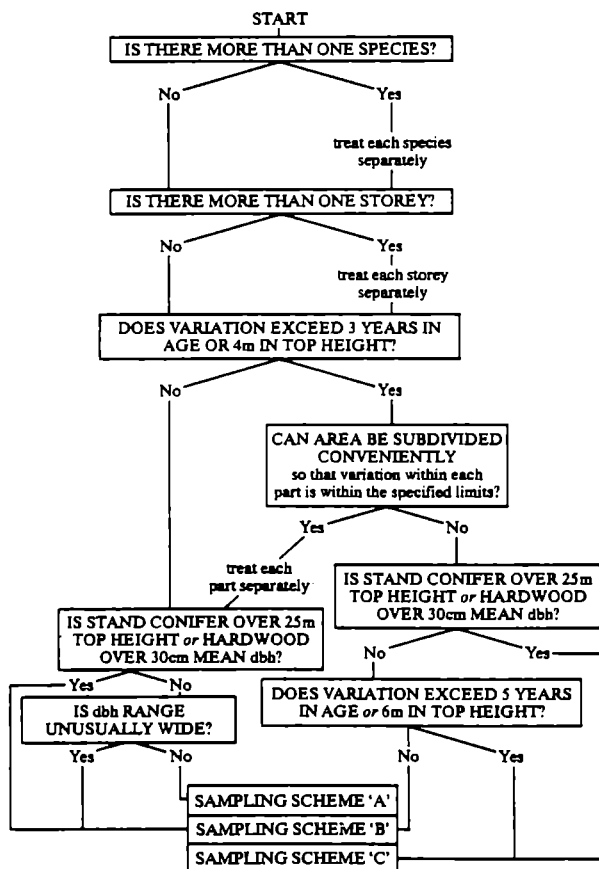 START
IS THERE MORE THAN ONE SPECIES?
No
Yes
treat each species
separately
IS THERE MORE THAN ONE STOREY?
No
Yes
treat each storey
separately
DOES VARIATION EXCEED 3 YEARS IN
AGE OR 4m IN TOP HEIGHT?
No
Yes
CAN AREA BE SUBDIVIDED
CONVENIENTLY
so that variation within each
part is within the specified limits?
Yes
No
treat each
part separately
IS STAND CONIFER OVER 25m
TOP HEIGHT or HARDWOOD
OVER 30cm MEAN dbh?
IS STAND CONIFER OVER 25m
TOP HEIGHT or HARDWOOD
OVER 30cm MEAN dbh?
No
Yes
Yes
No
IS dbh RANGE
UNUSUALLY WIDE?
DOES VARIATION EXCEED 5 YEARS
IN AGE or 6m IN TOP HEIGHT?
Yes
No
No
Yes
SAMPLING SCHEME 'A'
SAMPLING SCHEME 'B'
SAMPLING SCHEME 'C'